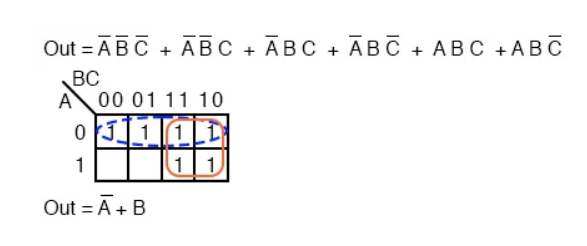 Out = A̅ B̅ C̅ + A̅ B̅ C + A̅ B C + A̅ B C̅ + A B C + A B C̅
BC
A 00 01 11 10
0 1 1 1 1
1 1 1
Out = A̅ + B